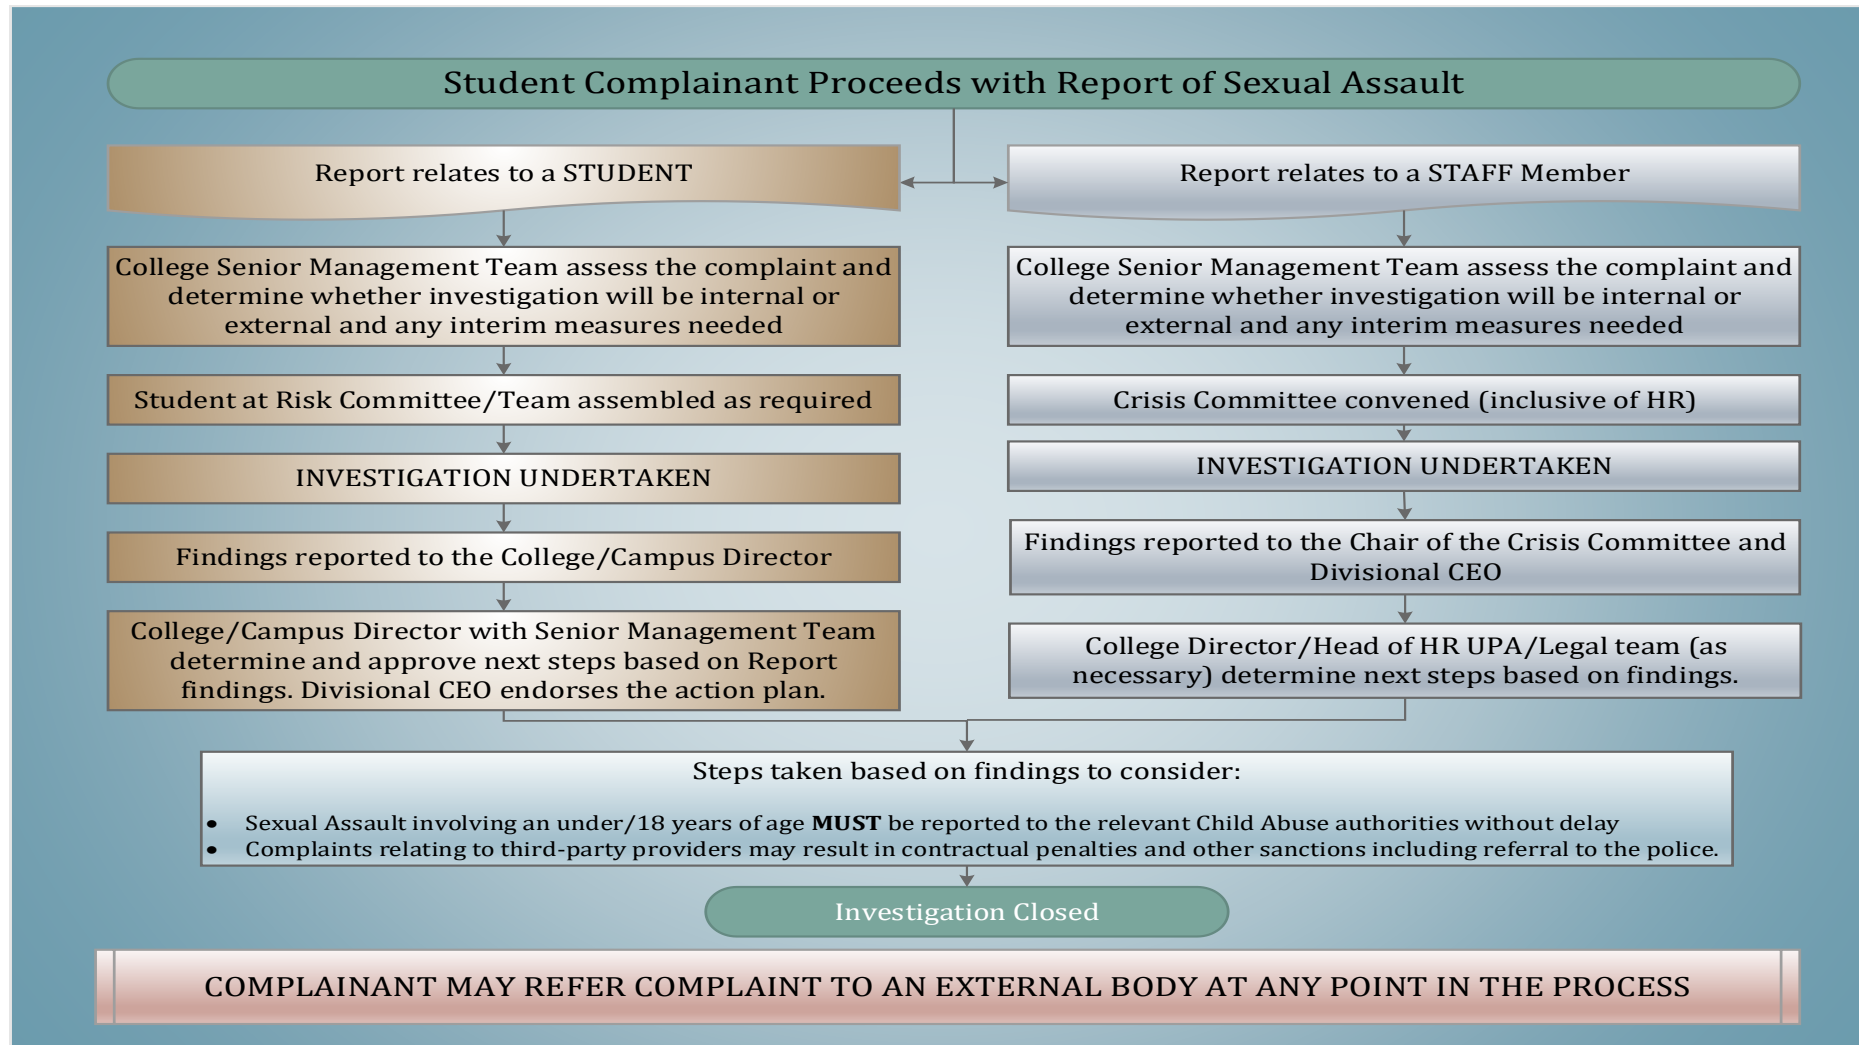 Student Complainant Proceeds with Report of Sexual Assault
Report relates to a STUDENT
College Senior Management Team assess the complaint and
determine whether investigation will be internal or
external and any interim measures needed
Student at Risk Committee/Team assembled as required
INVESTIGATION UNDERTAKEN
Findings reported to the College/Campus Director
College/Campus Director with Senior Management Team
determine and approve next steps based on Report
findings. Divisional CEO endorses the action plan.
Report relates to a STAFF Member
College Senior Management Team assess the complaint and
determine whether investigation will be internal or
external and any interim measures needed
Crisis Committee convened (inclusive of HR)
INVESTIGATION UNDERTAKEN
Findings reported to the Chair of the Crisis Committee and
Divisional CEO
College Director/Head of HR UPA/Legal team (as
necessary) determine next steps based on findings.
Steps taken based on findings to consider:
• Sexual Assault involving an under/18 years of age MUST be reported to the relevant Child Abuse authorities without delay
• Complaints relating to third-party providers may result in contractual penalties and other sanctions including referral to the police.
Investigation Closed
COMPLAINANT MAY REFER COMPLAINT TO AN EXTERNAL BODY AT ANY POINT IN THE PROCESS